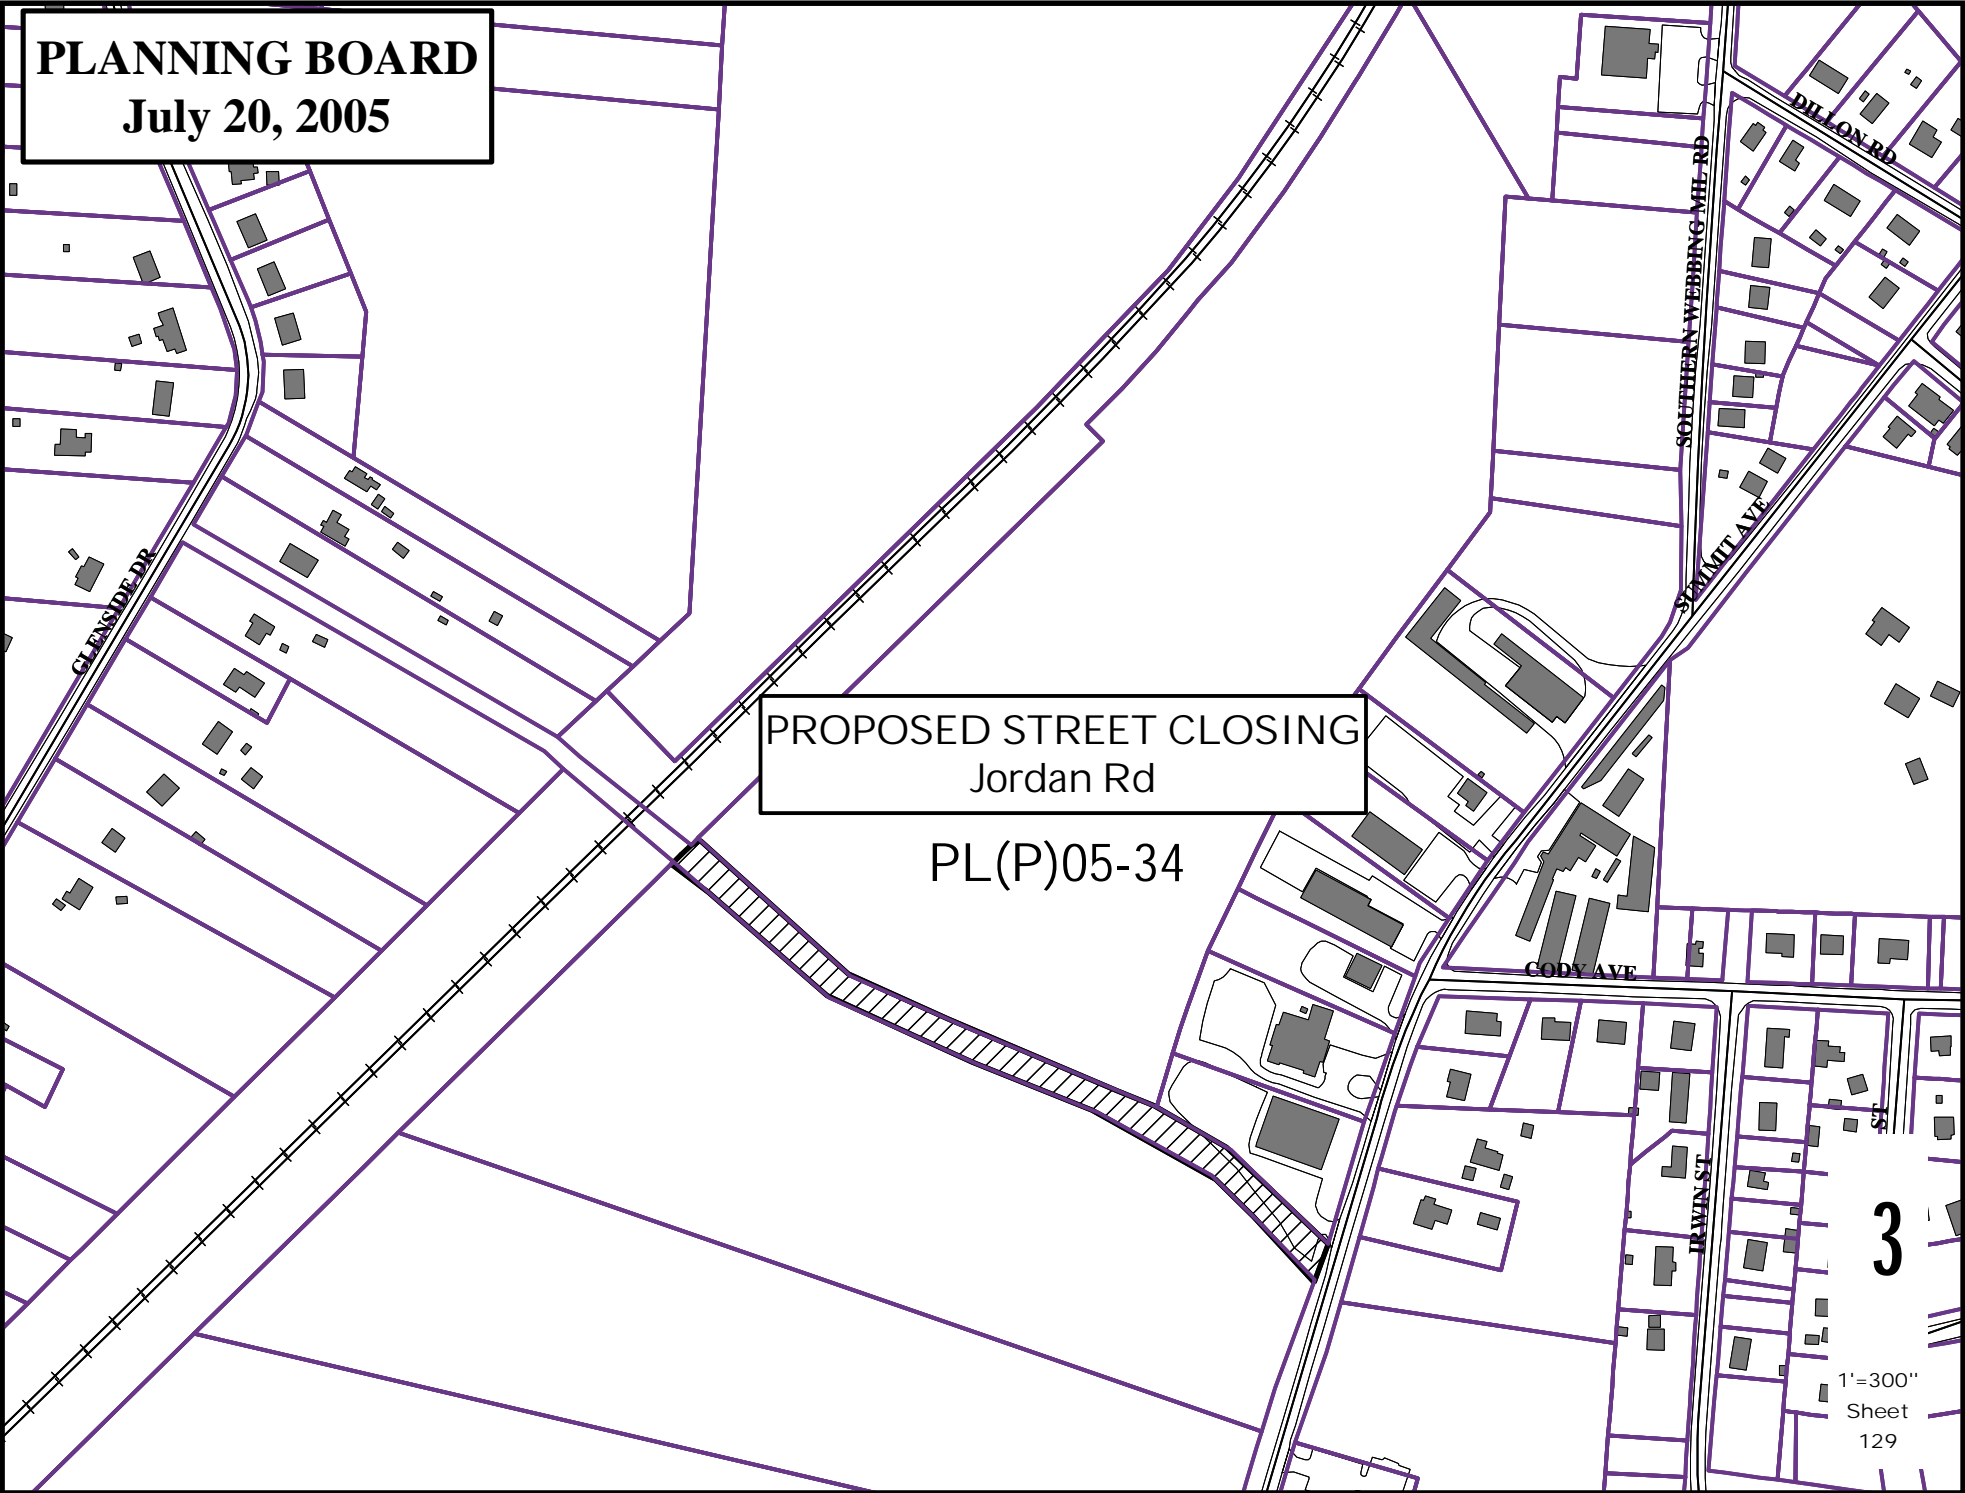 PLANNING BOARD
July 20, 2005
DILLON RD
SOUTHERN WEBBING MIL RD
SUMMIT AVE
GLENSIDE DR
PROPOSED STREET CLOSING
Jordan Rd
PL(P)05-34
CODY AVE
ST
IRWIN ST
3
1'=300"
Sheet
129